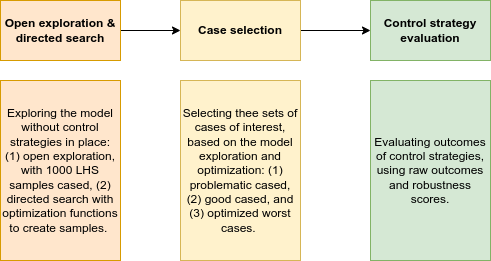 Open exploration &
directed search
Case selection
Control strategy
evaluation
Exploring the model
without control
strategies in place:
(1) open exploration,
with 1000 LHS
samples cased, (2)
directed search with
optimization functions
to create samples.
Selecting thee sets of
cases of interest,
based on the model
exploration and
optimization: (1)
problematic cased,
(2) good cased, and
(3) optimized worst
cases.
Evaluating outcomes
of control strategies,
using raw outcomes
and robustness
scores.